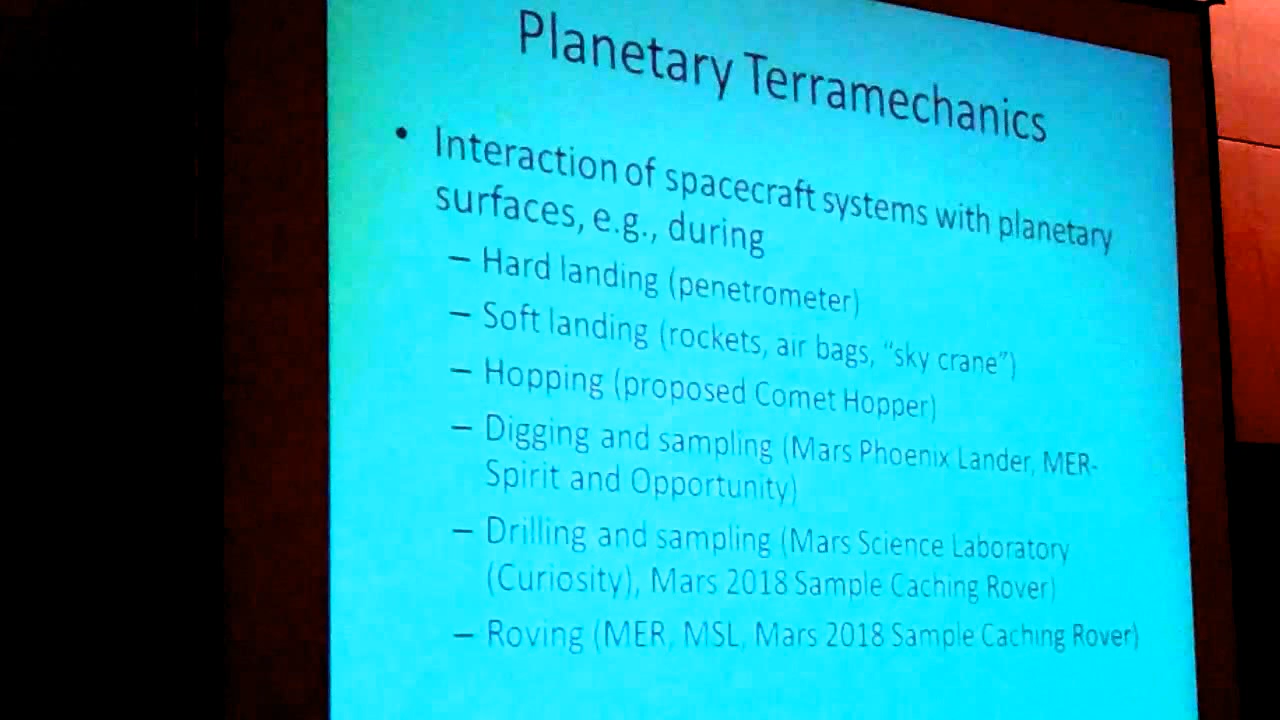 Planetary Terramechanics
• Interaction of spacecraft systems with planetary
surfaces, e.g., during
– Hard landing (penetrometer)
– Soft landing (rockets, air bags, “sky crane”)
– Hopping (proposed Comet Hopper)
– Digging and sampling (Mars Phoenix Lander, MER-
Spirit and Opportunity)
– Drilling and sampling (Mars Science Laboratory
(Curiosity), Mars 2018 Sample Caching Rover)
– Roving (MER, MSL, Mars 2018 Sample Caching Rover)